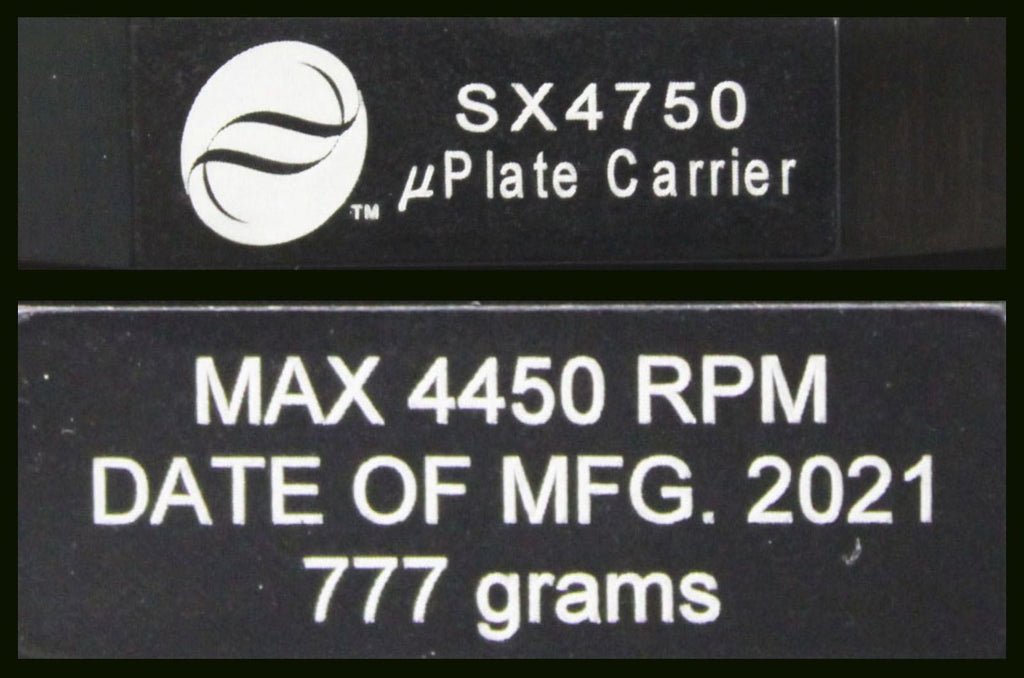 SX4750
µPlate Carrier
TM
MAX 4450 RPM
DATE OF MFG. 2021
777 grams